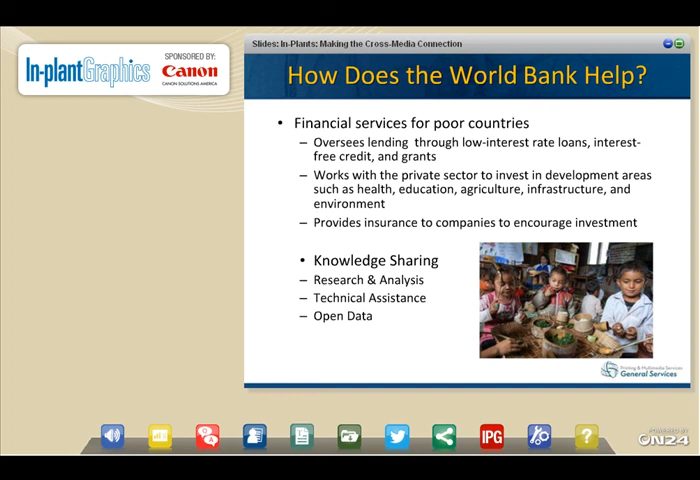 Slides: In-Plants: Making the Cross-Media Connection
In-plantGraphics
SPONSORED BY:
Canon
CANON SOLUTIONS AMERICA
How Does the World Bank Help?
• Financial services for poor countries
– Oversees lending through low-interest rate loans, interest-
free credit, and grants
– Works with the private sector to invest in development areas
such as health, education, agriculture, infrastructure, and
environment
– Provides insurance to companies to encourage investment
• Knowledge Sharing
– Research & Analysis
– Technical Assistance
– Open Data
Printing & Multimedia Services
General Services
Q
A
IPG
?
POWERED BY
ON24